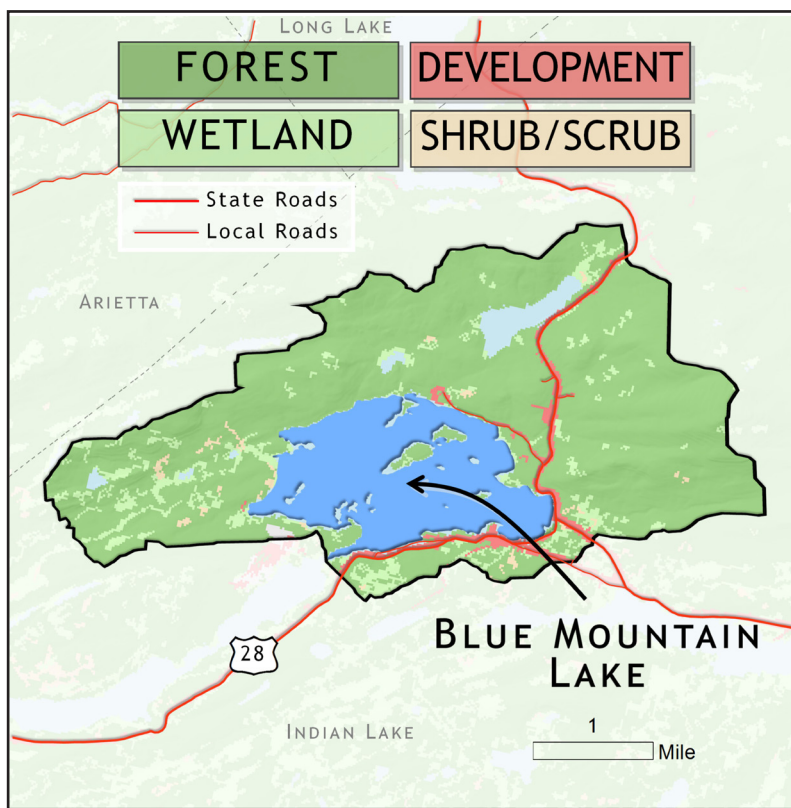 LONG LAKE
FOREST
DEVELOPMENT
WETLAND
SHRUB/SCRUB
State Roads
Local Roads
ARIETTA
28
BLUE MOUNTAIN
LAKE
INDIAN LAKE
1
Mile